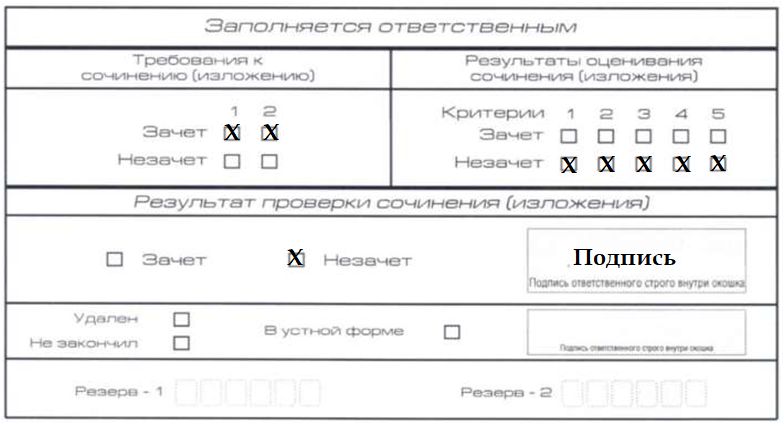 Заполняется ответственным
Требования к
сочинению (изложению)
Результаты оценивания
сочинения (изложения)
1 2
Зачет X X
Незачет
Критерии 1 2 3 4 5
Зачет
Незачет X X X X X
Результат проверки сочинения (изложения)
Зачет X Незачет
Подпись
Подпись ответственного строго внутри окошка
Удален
Не закончил
В устной форме
Подпись ответственного строго внутри окошка
Резерв - 1
Резерв - 2